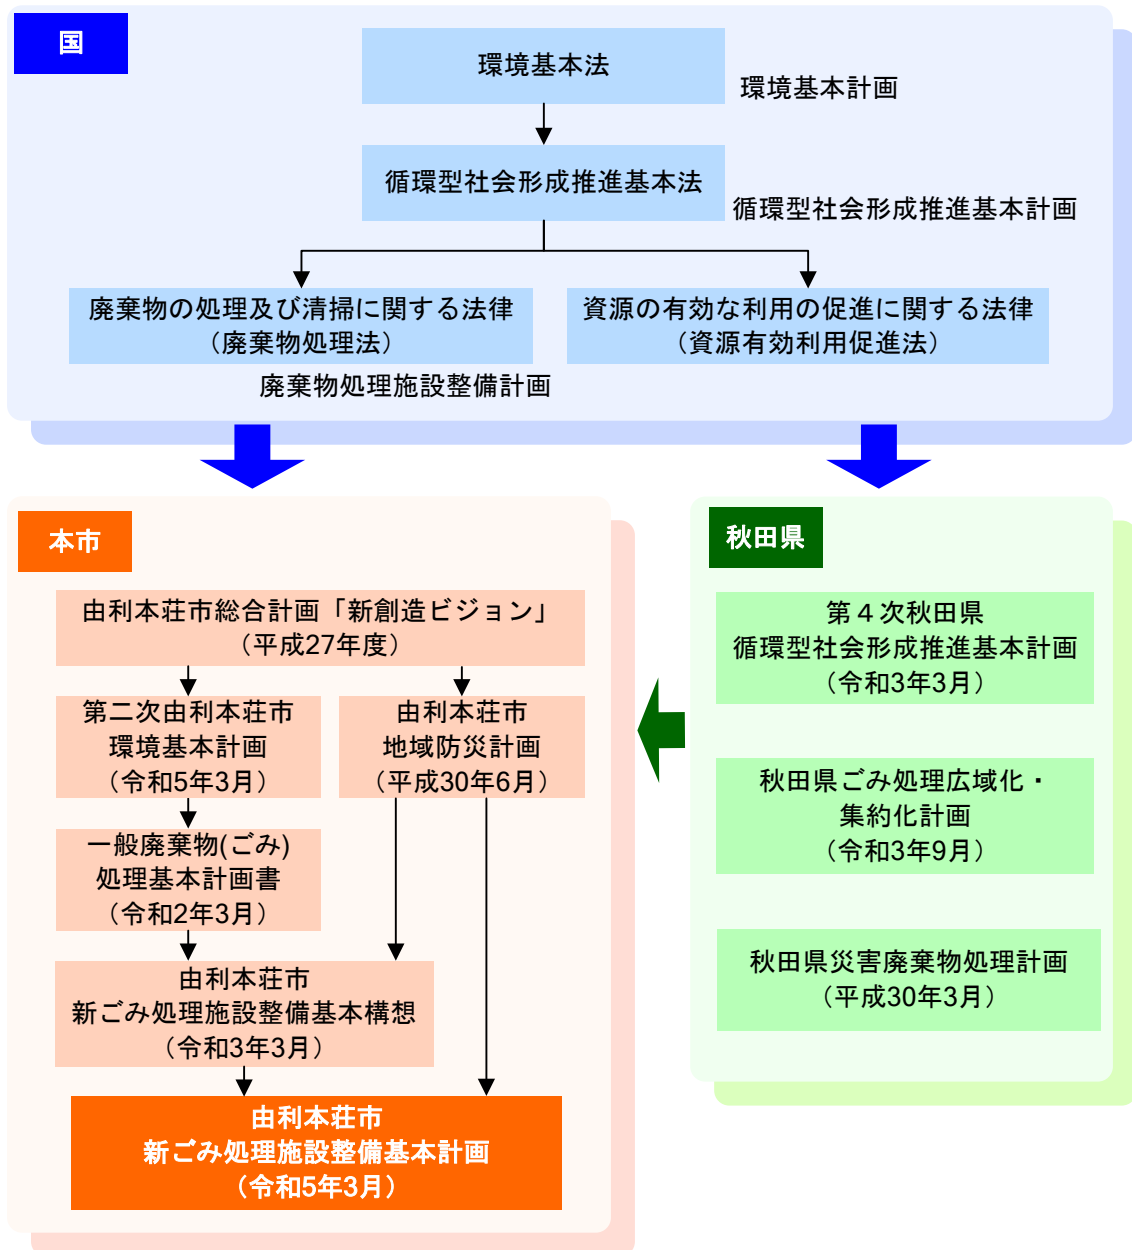 国
環境基本法
環境基本計画
循環型社会形成推進基本法
循環型社会形成推進基本計画
廃棄物の処理及び清掃に関する法律
（廃棄物処理法）
資源の有効な利用の促進に関する法律
（資源有効利用促進法）
廃棄物処理施設整備計画
本市
由利本荘市総合計画「新創造ビジョン」
（平成27年度）
第二次由利本荘市
環境基本計画
（令和5年3月）
由利本荘市
地域防災計画
（平成30年6月）
一般廃棄物(ごみ)
処理基本計画書
（令和2年3月）
由利本荘市
新ごみ処理施設整備基本構想
（令和3年3月）
由利本荘市
新ごみ処理施設整備基本計画
（令和5年3月）
秋田県
第４次秋田県
循環型社会形成推進基本計画
（令和3年3月）
秋田県ごみ処理広域化・
集約化計画
（令和3年9月）
秋田県災害廃棄物処理計画
（平成30年3月）